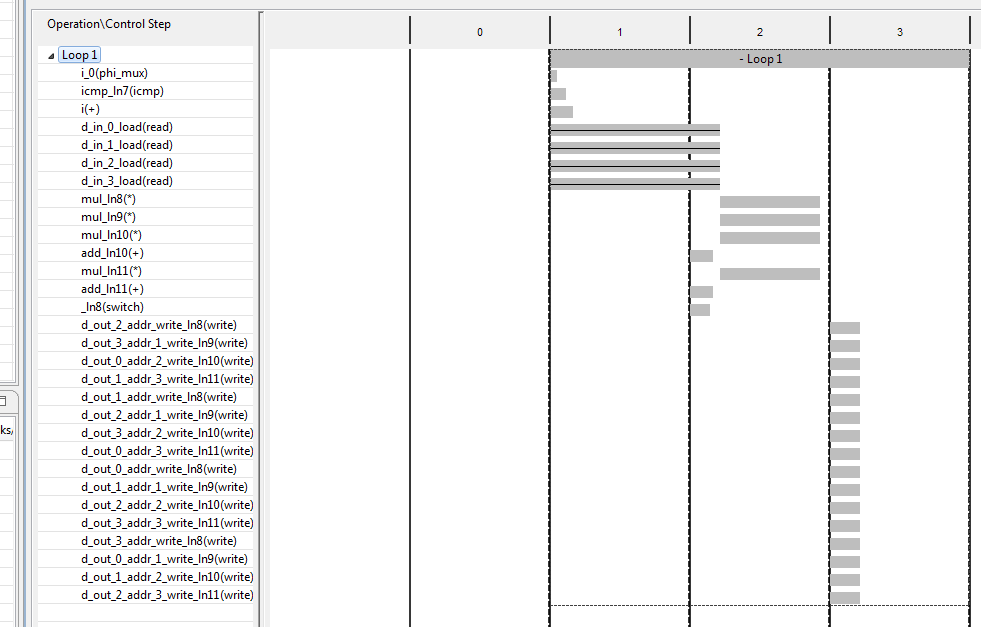 Operation\Control Step
0
1
2
3
Loop 1
- Loop 1
i_0(phi_mux)
icmp_ln7(icmp)
i(+)
d_in_0_load(read)
d_in_1_load(read)
d_in_2_load(read)
d_in_3_load(read)
mul_ln8(*)
mul_ln9(*)
mul_ln10(*)
add_ln10(+)
mul_ln11(*)
add_ln11(+)
_ln8(switch)
d_out_2_addr_write_ln8(write)
d_out_3_addr_1_write_ln9(write)
d_out_0_addr_2_write_ln10(write)
d_out_1_addr_3_write_ln11(write)
d_out_1_addr_write_ln8(write)
d_out_2_addr_1_write_ln9(write)
d_out_3_addr_2_write_ln10(write)
ks/
d_out_0_addr_3_write_ln11(write)
d_out_0_addr_write_ln8(write)
d_out_1_addr_1_write_ln9(write)
d_out_2_addr_2_write_ln10(write)
d_out_3_addr_3_write_ln11(write)
d_out_3_addr_write_ln8(write)
d_out_0_addr_1_write_ln9(write)
d_out_1_addr_2_write_ln10(write)
d_out_2_addr_3_write_ln11(write)